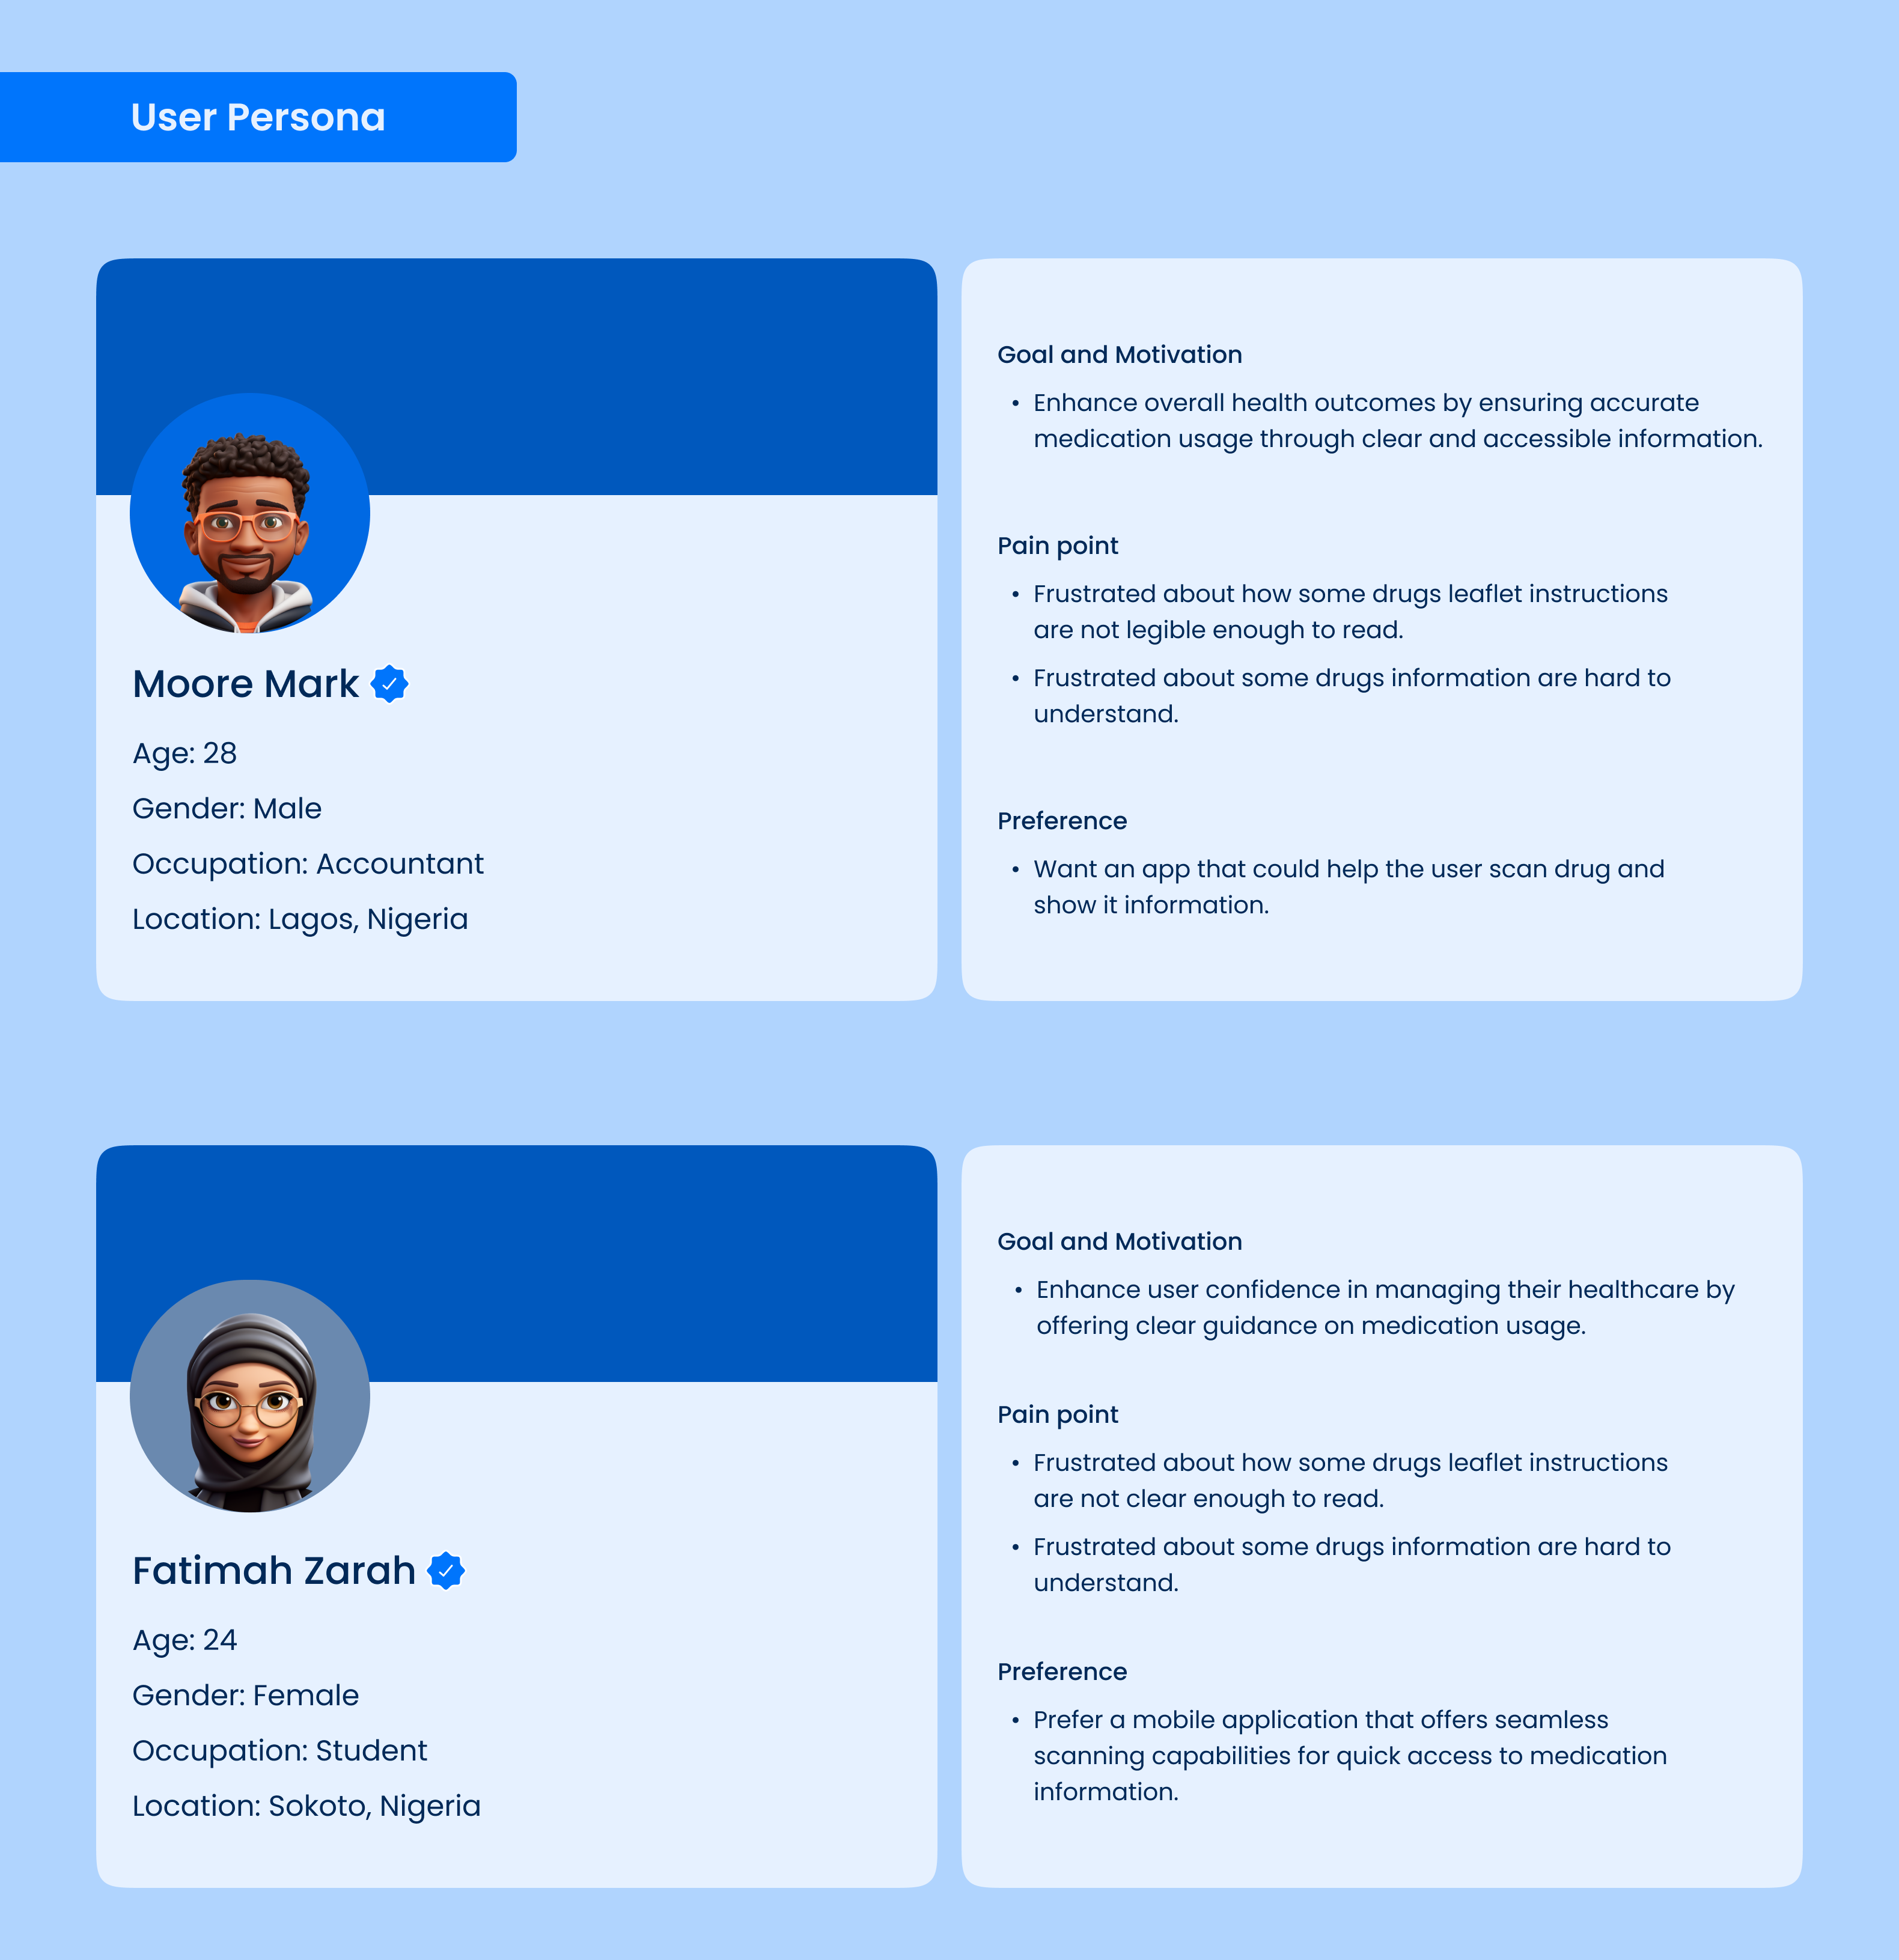 User Persona
Moore Mark
Age: 28
Gender: Male
Occupation: Accountant
Location: Lagos, Nigeria
Goal and Motivation
• Enhance overall health outcomes by ensuring accurate
medication usage through clear and accessible information.
Pain point
• Frustrated about how some drugs leaflet instructions
are not legible enough to read.
• Frustrated about some drugs information are hard to
understand.
Preference
• Want an app that could help the user scan drug and
show it information.
Fatimah Zarah
Age: 24
Gender: Female
Occupation: Student
Location: Sokoto, Nigeria
Goal and Motivation
• Enhance user confidence in managing their healthcare by
offering clear guidance on medication usage.
Pain point
• Frustrated about how some drugs leaflet instructions
are not clear enough to read.
• Frustrated about some drugs information are hard to
understand.
Preference
• Prefer a mobile application that offers seamless
scanning capabilities for quick access to medication
information.